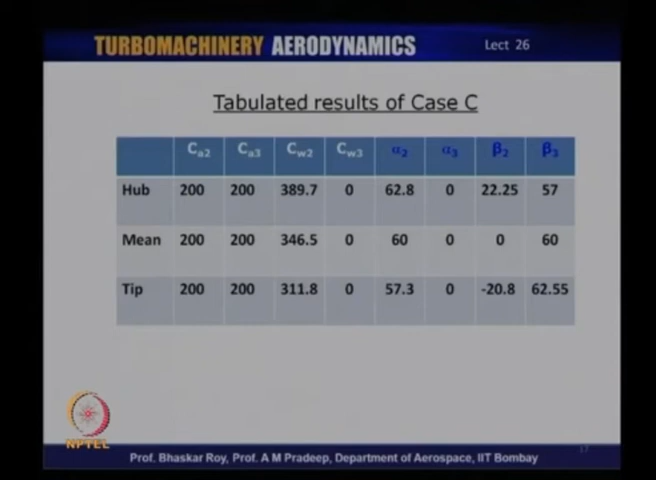 TURBOMACHINERY AERODYNAMICS Lect 26
Tabulated results of Case C
Ca2 Ca3 Cw2 Cw3 α2 α3 β2 β3
Hub 200 200 389.7 0 62.8 0 22.25 57
Mean 200 200 346.5 0 60 0 0 60
Tip 200 200 311.8 0 57.3 0 -20.8 62.55
NPTEL
Prof. Bhaskar Roy, Prof. A M Pradeep, Department of Aerospace, IIT Bombay
17